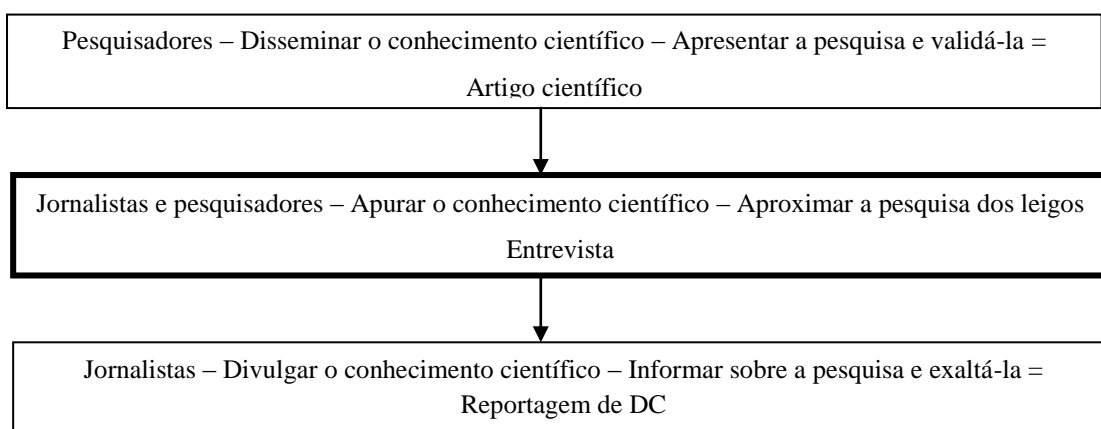 Pesquisadores – Disseminar o conhecimento científico – Apresentar a pesquisa e validá-la =
Artigo científico
Jornalistas e pesquisadores – Apurar o conhecimento científico – Aproximar a pesquisa dos leigos
Entrevista
Jornalistas – Divulgar o conhecimento científico – Informar sobre a pesquisa e exaltá-la =
Reportagem de DC